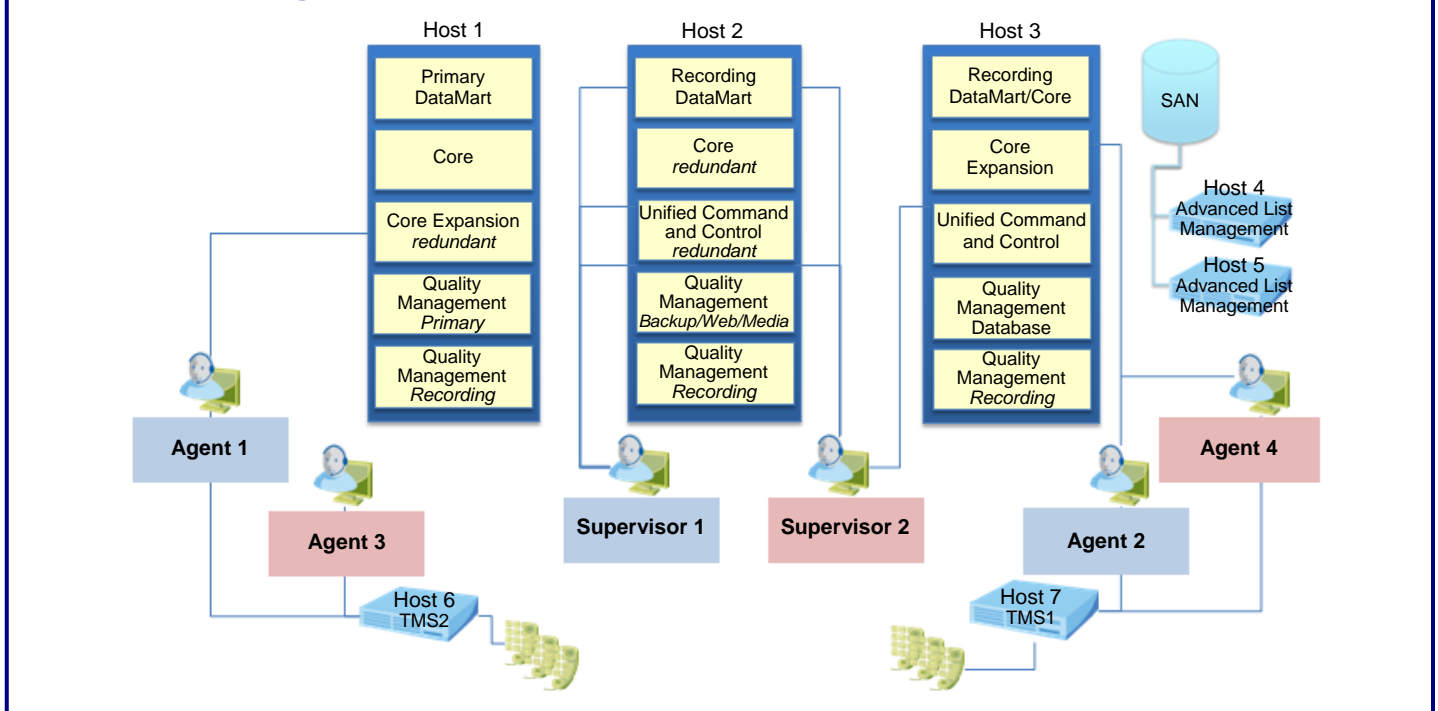 Host 1
Primary
DataMart
Core
Core Expansion
redundant
Quality
Management
Primary
Quality
Management
Recording
Host 2
Recording
DataMart
Core
redundant
Unified Command
and Control
redundant
Quality
Management
Backup/Web/Media
Quality
Management
Recording
Host 3
Recording
DataMart/Core
Core
Expansion
Unified Command
and Control
Quality
Management
Database
Quality
Management
Recording
SAN
Host 4
Advanced List
Management
Host 5
Advanced List
Management
Agent 1
Agent 3
Supervisor 1
Supervisor 2
Agent 2
Agent 4
Host 6
TMS2
Host 7
TMS1